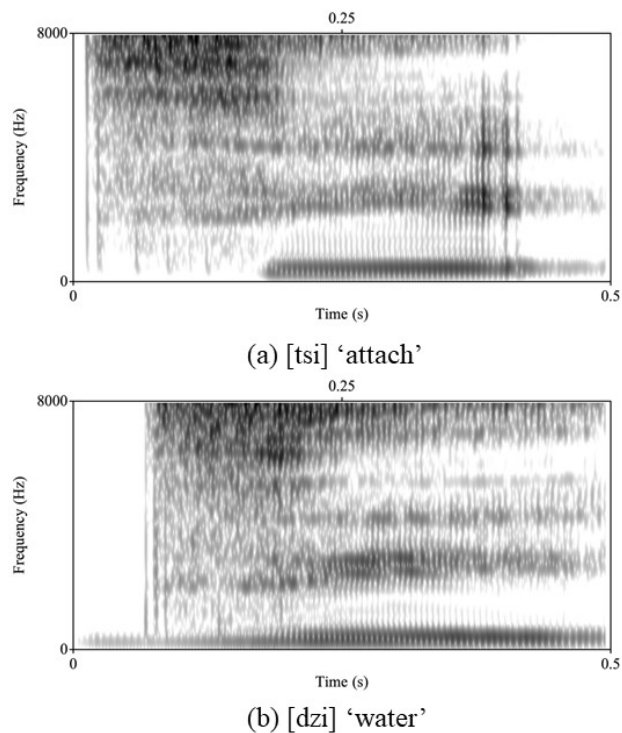 0.25
8000
Frequency (Hz)
0
0
0.5
Time (s)
(a) [tsi] ‘attach’
0.25
8000
Frequency (Hz)
0
0
0.5
Time (s)
(b) [dzi] ‘water’